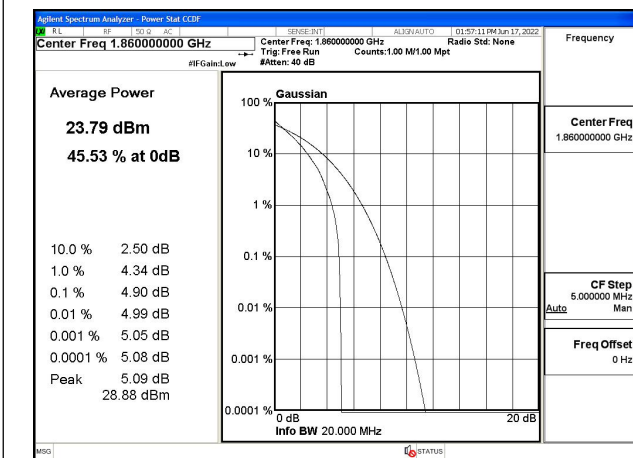 Agilent Spectrum Analyzer - Power Stat CCDF
LXI RL RF 50 Ω AC SENSE:INT ALIGNAUTO 01:57:11 PM Jun 17, 2022
Center Freq 1.860000000 GHz
Center Freq: 1.860000000 GHz Radio Std: None
Trig: Free Run Counts:1.00 M/1.00 Mpt
#IFGain:Low #Atten: 40 dB
Frequency
Average Power
23.79 dBm
45.53 % at 0dB
10.0 % 2.50 dB
1.0 % 4.34 dB
0.1 % 4.90 dB
0.01 % 4.99 dB
0.001 % 5.05 dB
0.0001 % 5.08 dB
Peak 5.09 dB
28.88 dBm
Gaussian
100 %
10 %
1 %
0.1 %
0.01 %
0.001 %
0.0001 %
0 dB 20 dB
Info BW 20.000 MHz
Center Freq
1.860000000 GHz
CF Step
5.000000 MHz
Auto Man
Freq Offset
0 Hz
MSG STATUS